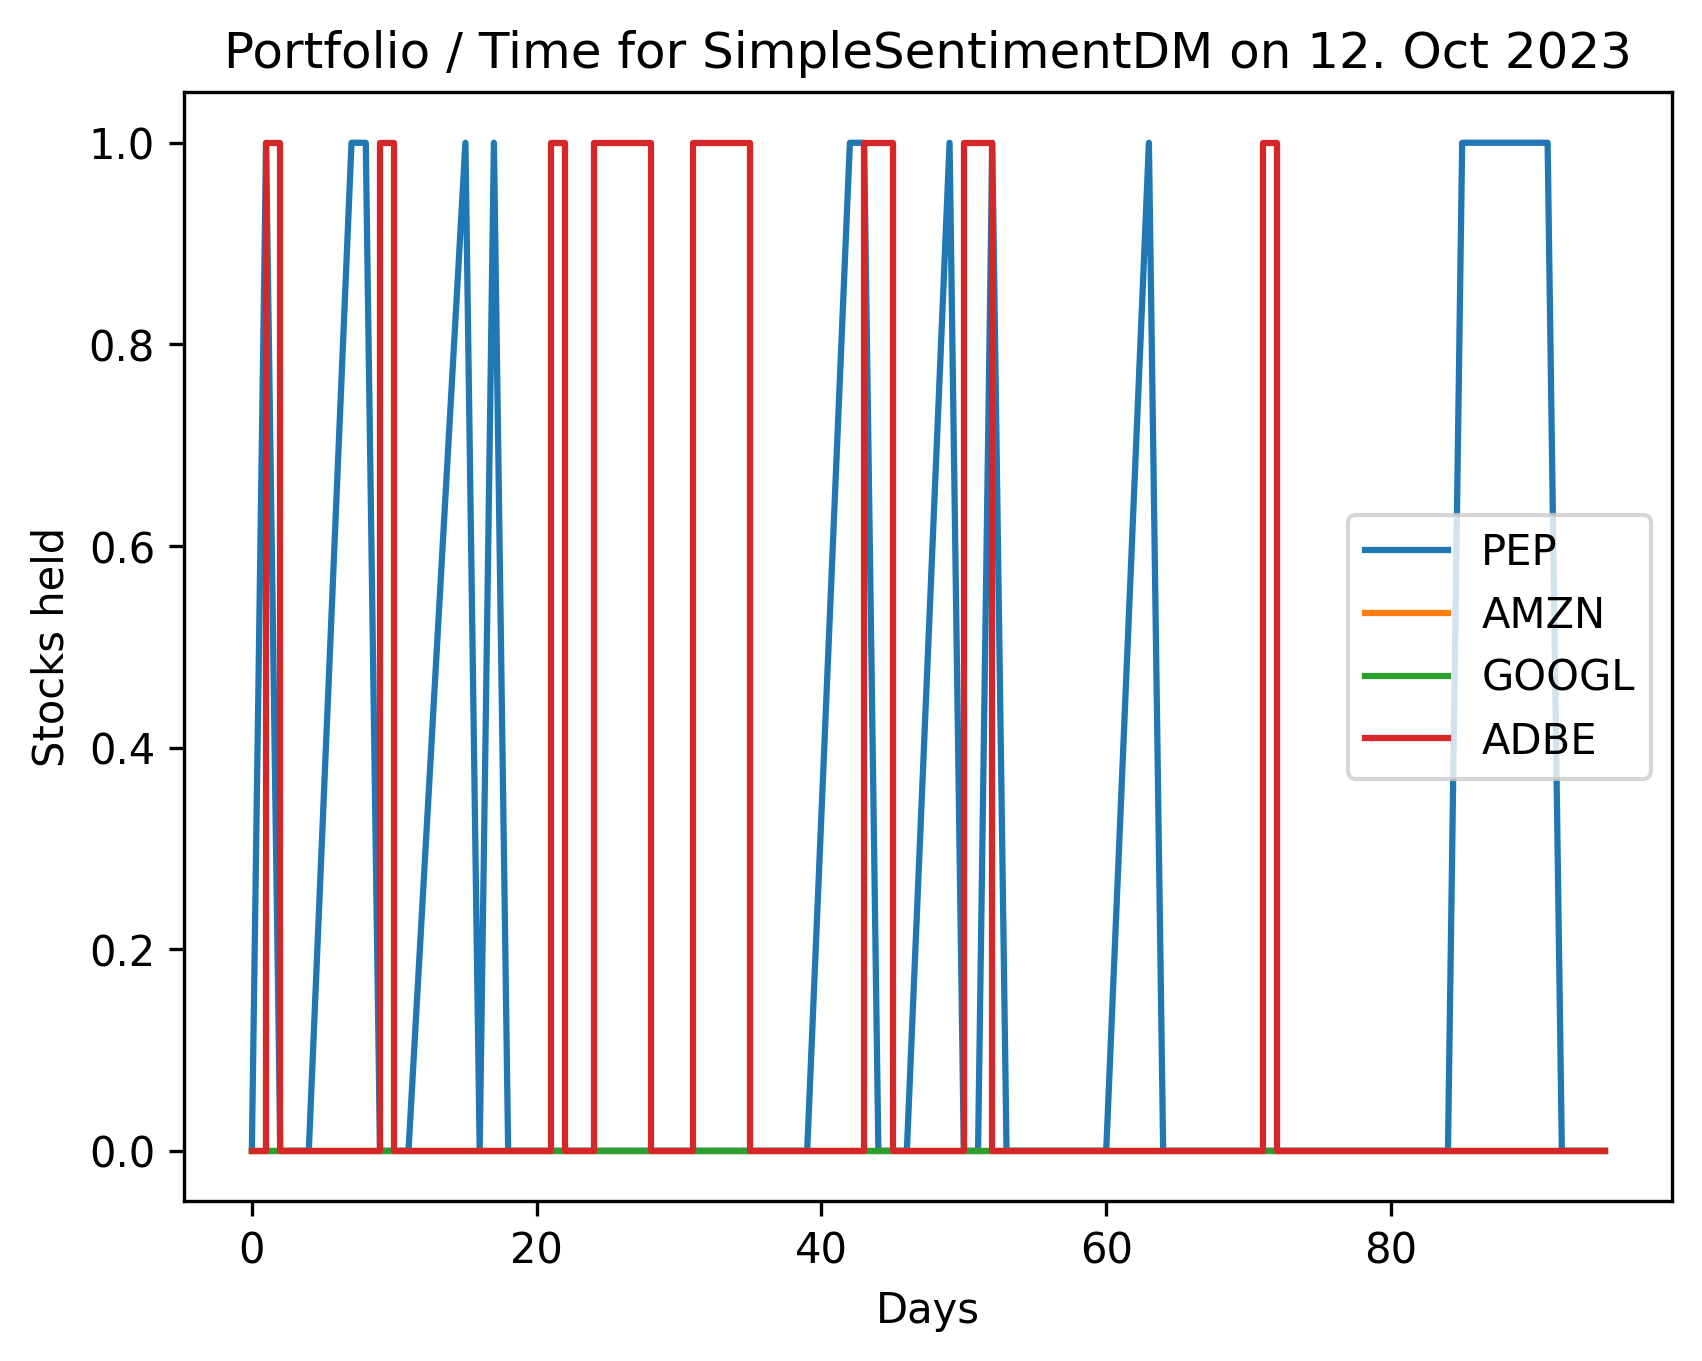 Portfolio / Time for SimpleSentimentDM on 12. Oct 2023
1.0
0.8
0.6
0.4
0.2
0.0
Stocks held
PEP
AMZN
GOOGL
ADBE
0 20 40 60 80
Days